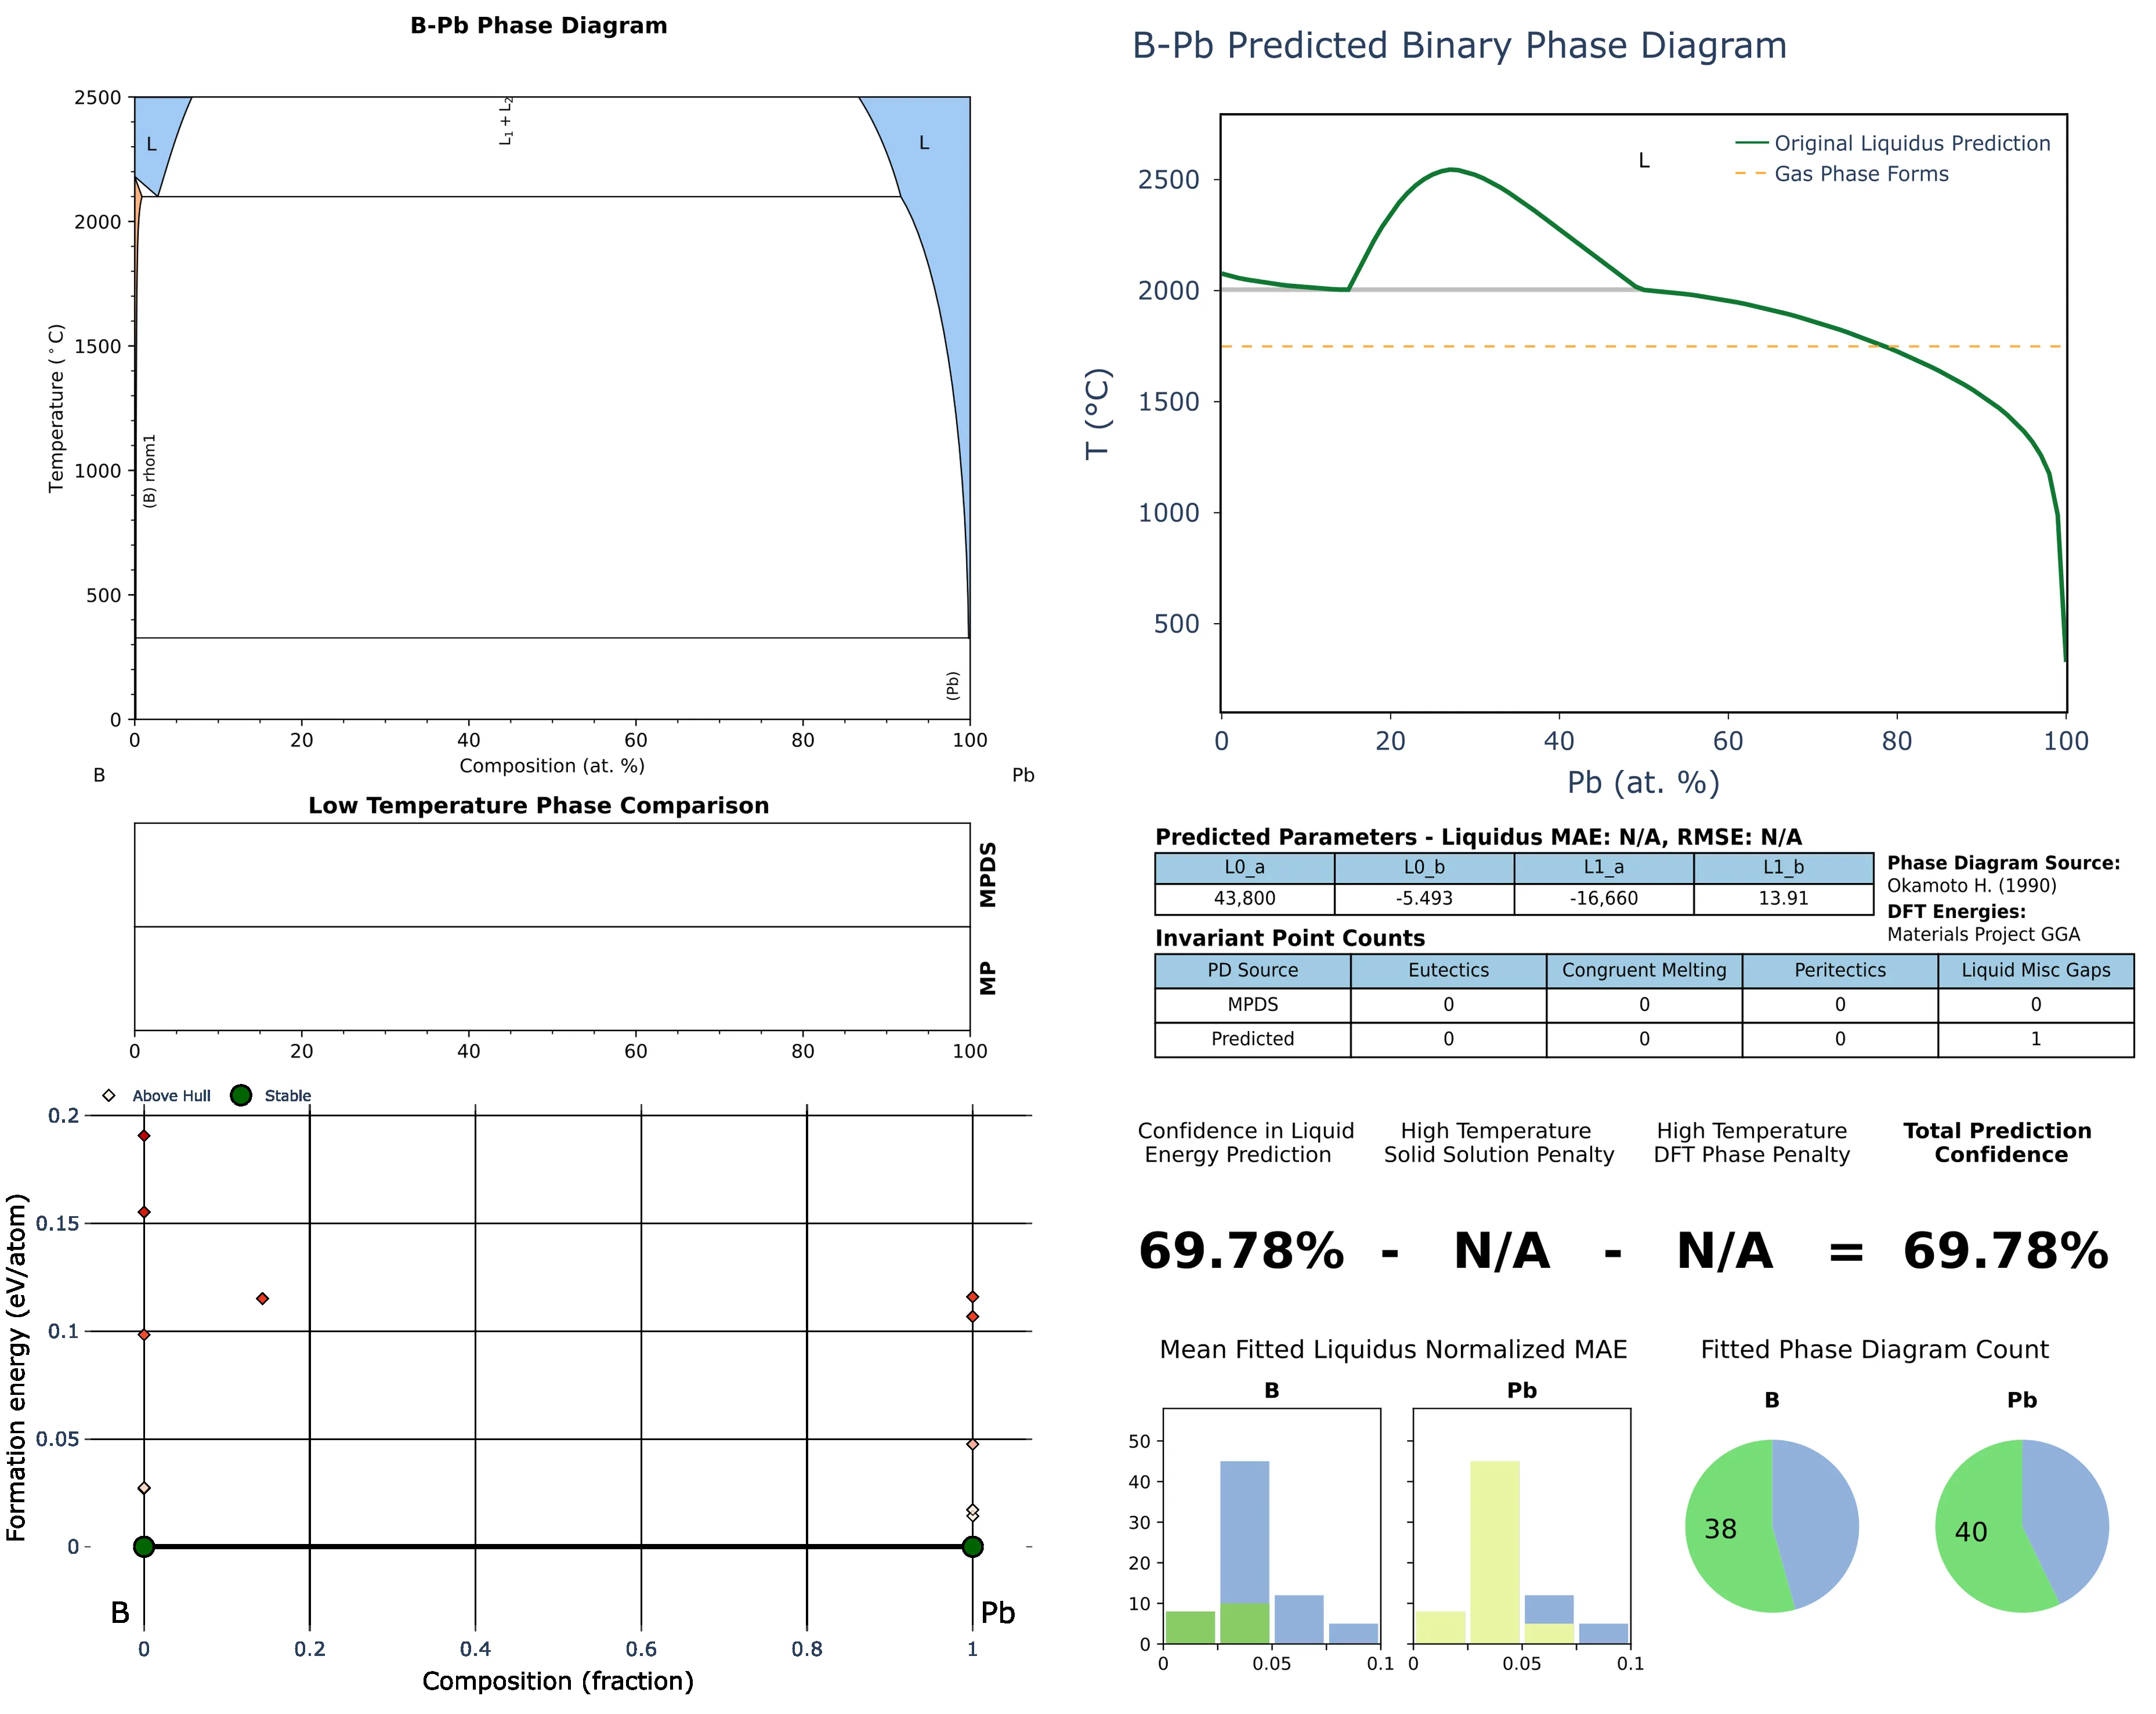 B-Pb Phase Diagram
2500
2000
1500
1000
500
0
Temperature (°C)
L
L₁ + L₂
L
(B) rhom1
(Pb)
0 20 40 60 80 100
Composition (at. %)
B Pb
Low Temperature Phase Comparison
MPDS
MP
0 20 40 60 80 100
Above Hull Stable
0.2
0.15
0.1
0.05
0
Formation energy (eV/atom)
B Pb
0 0.2 0.4 0.6 0.8 1
Composition (fraction)
B-Pb Predicted Binary Phase Diagram
L
Original Liquidus Prediction
Gas Phase Forms
2500
2000
1500
1000
500
T (°C)
0 20 40 60 80 100
Pb (at. %)
Predicted Parameters - Liquidus MAE: N/A, RMSE: N/A
L0_a L0_b L1_a L1_b
43,800 -5.493 -16,660 13.91
Phase Diagram Source:
Okamoto H. (1990)
DFT Energies:
Materials Project GGA
Invariant Point Counts
PD Source Eutectics Congruent Melting Peritectics Liquid Misc Gaps
MPDS 0 0 0 0
Predicted 0 0 0 1
Confidence in Liquid High Temperature High Temperature Total Prediction
Energy Prediction Solid Solution Penalty DFT Phase Penalty Confidence
69.78% - N/A - N/A = 69.78%
Mean Fitted Liquidus Normalized MAE
B Pb
50
40
30
20
10
0
0 0.05 0.1 0 0.05 0.1
Fitted Phase Diagram Count
B Pb
38 40